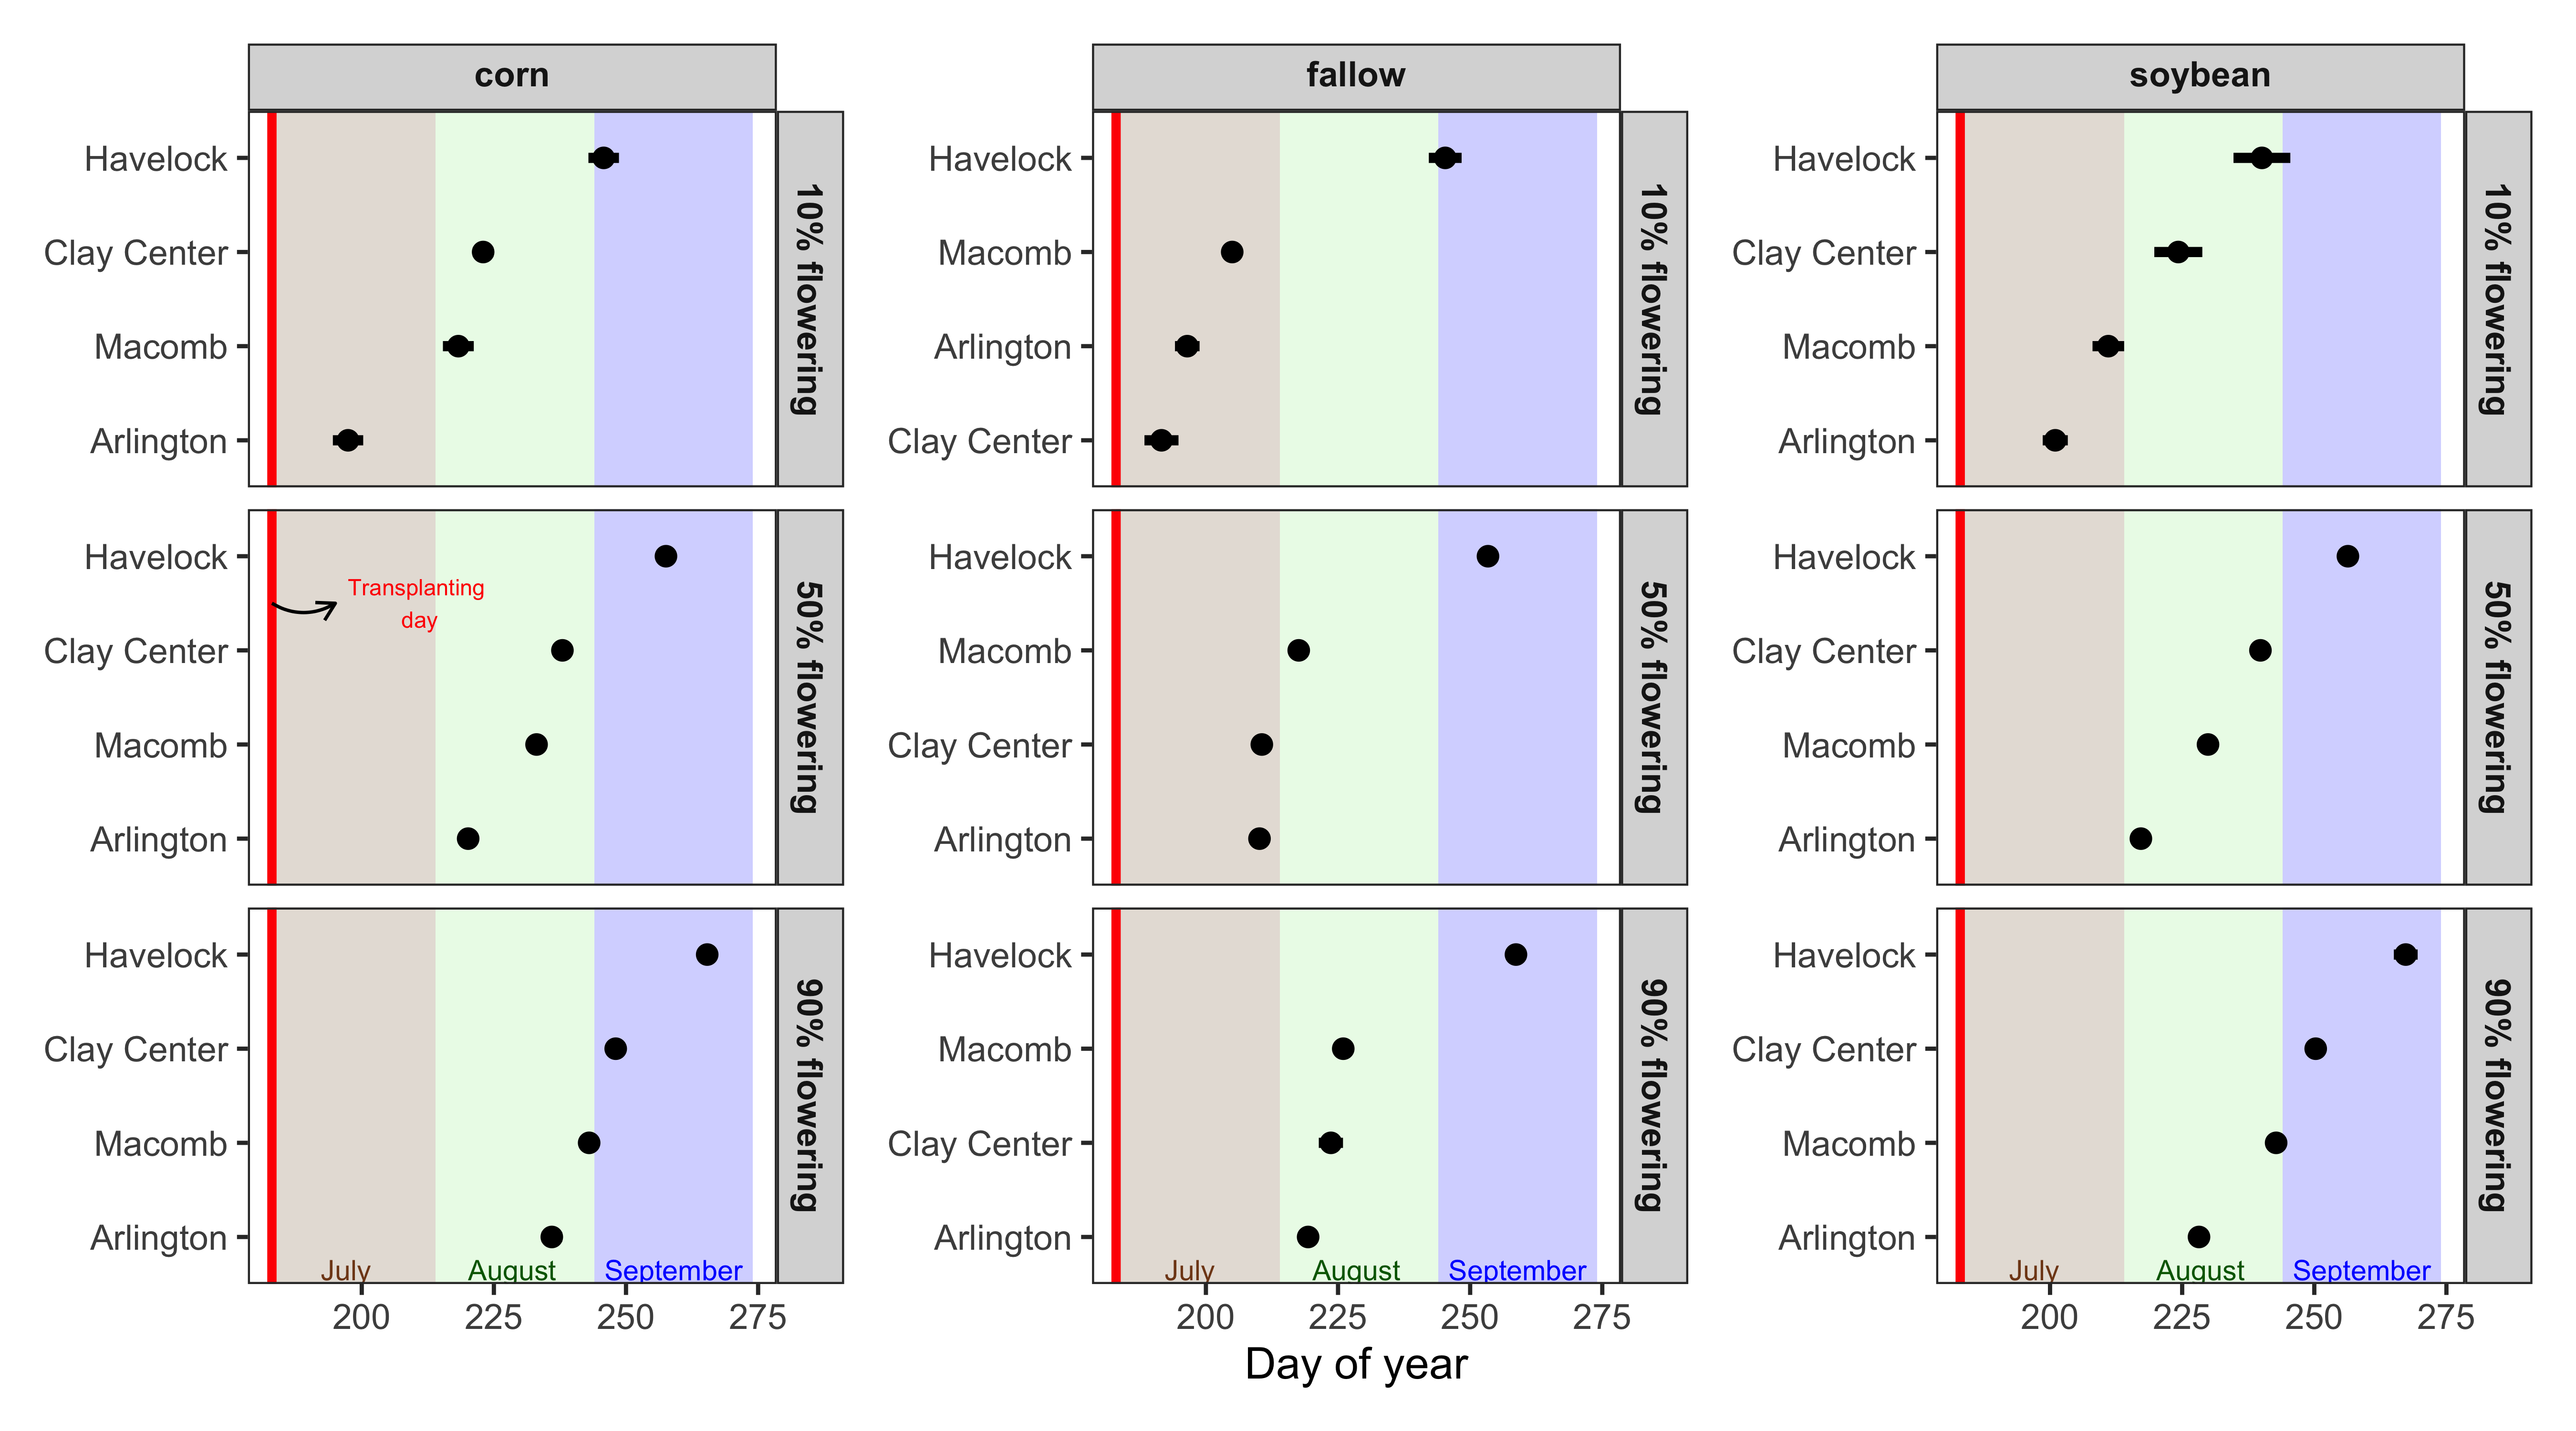 corn
fallow
soybean
Havelock
Clay Center
Macomb
Arlington
10% flowering
Havelock
Macomb
Arlington
Clay Center
10% flowering
Havelock
Clay Center
Macomb
Arlington
10% flowering
Havelock
Clay Center
Macomb
Arlington
Transplanting
day
50% flowering
Havelock
Macomb
Clay Center
Arlington
50% flowering
Havelock
Clay Center
Macomb
Arlington
50% flowering
Havelock
Clay Center
Macomb
Arlington
July August September
90% flowering
Havelock
Macomb
Clay Center
Arlington
July August September
90% flowering
Havelock
Clay Center
Macomb
Arlington
July August September
90% flowering
200 225 250 275
200 225 250 275
200 225 250 275
Day of year